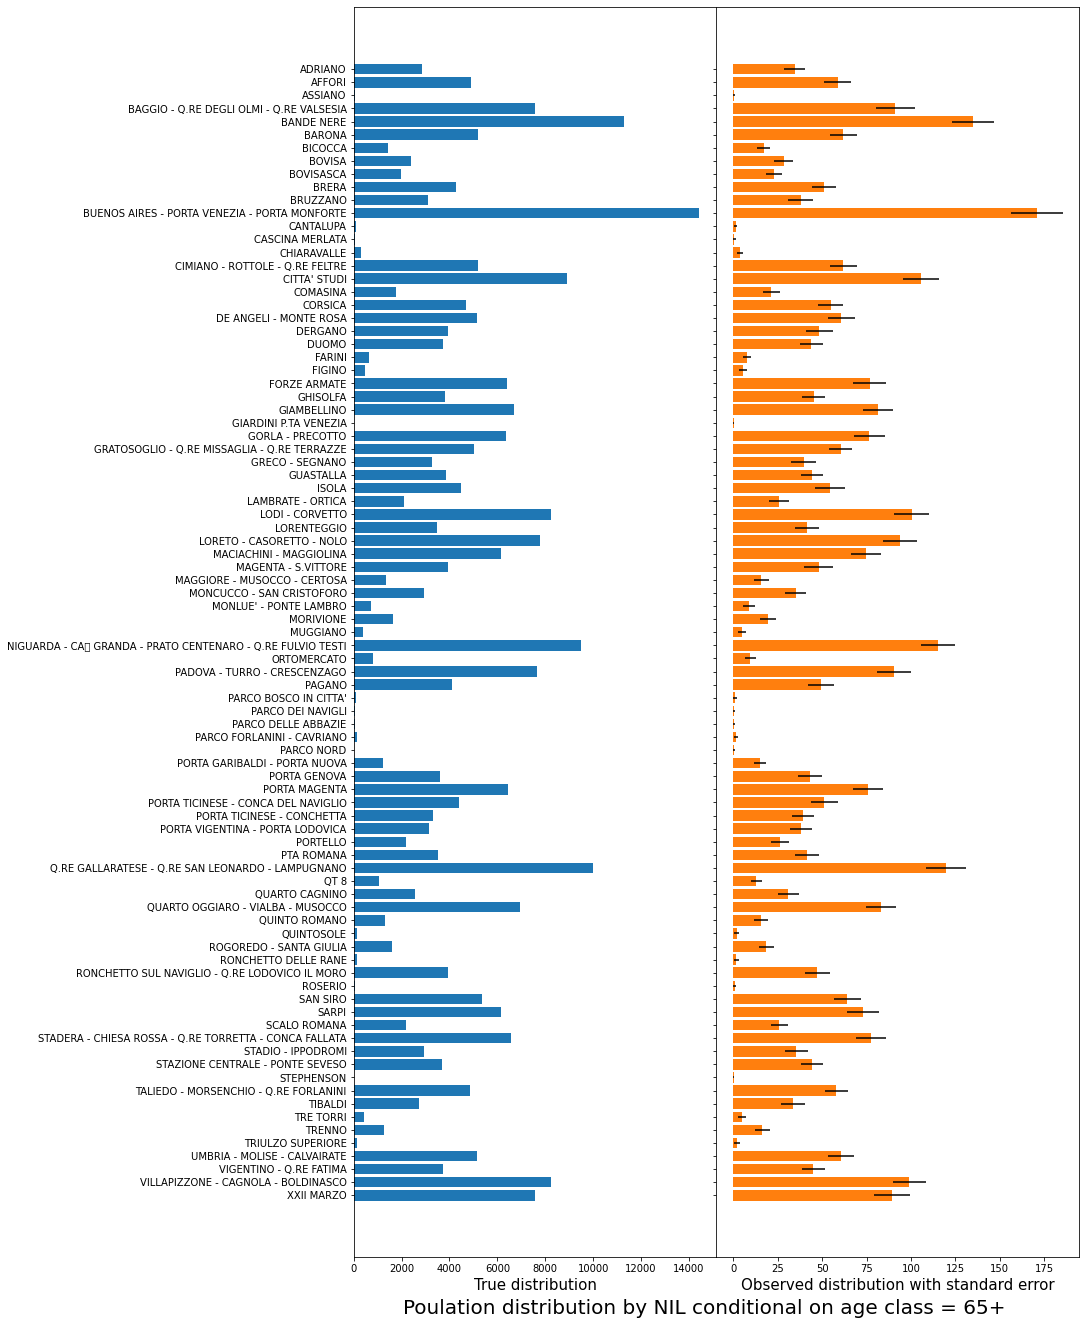 ADRIANO
AFFORI
ASSIANO
BAGGIO - Q.RE DEGLI OLMI - Q.RE VALSESIA
BANDE NERE
BARONA
BICOCCA
BOVISA
BOVISASCA
BRERA
BRUZZANO
BUENOS AIRES - PORTA VENEZIA - PORTA MONFORTE
CANTALUPA
CASCINA MERLATA
CHIARAVALLE
CIMIANO - ROTTOLE - Q.RE FELTRE
CITTA' STUDI
COMASINA
CORSICA
DE ANGELI - MONTE ROSA
DERGANO
DUOMO
FARINI
FIGINO
FORZE ARMATE
GHISOLFA
GIAMBELLINO
GIARDINI P.TA VENEZIA
GORLA - PRECOTTO
GRATOSOGLIO - Q.RE MISSAGLIA - Q.RE TERRAZZE
GRECO - SEGNANO
GUASTALLA
ISOLA
LAMBRATE - ORTICA
LODI - CORVETTO
LORENTEGGIO
LORETO - CASORETTO - NOLO
MACIACHINI - MAGGIOLINA
MAGENTA - S.VITTORE
MAGGIORE - MUSOCCO - CERTOSA
MONCUCCO - SAN CRISTOFORO
MONLUE' - PONTE LAMBRO
MORIVIONE
MUGGIANO
NIGUARDA - CA▯ GRANDA - PRATO CENTENARO - Q.RE FULVIO TESTI
ORTOMERCATO
PADOVA - TURRO - CRESCENZAGO
PAGANO
PARCO BOSCO IN CITTA'
PARCO DEI NAVIGLI
PARCO DELLE ABBAZIE
PARCO FORLANINI - CAVRIANO
PARCO NORD
PORTA GARIBALDI - PORTA NUOVA
PORTA GENOVA
PORTA MAGENTA
PORTA TICINESE - CONCA DEL NAVIGLIO
PORTA TICINESE - CONCHETTA
PORTA VIGENTINA - PORTA LODOVICA
PORTELLO
PTA ROMANA
Q.RE GALLARATESE - Q.RE SAN LEONARDO - LAMPUGNANO
QT 8
QUARTO CAGNINO
QUARTO OGGIARO - VIALBA - MUSOCCO
QUINTO ROMANO
QUINTOSOLE
ROGOREDO - SANTA GIULIA
RONCHETTO DELLE RANE
RONCHETTO SUL NAVIGLIO - Q.RE LODOVICO IL MORO
ROSERIO
SAN SIRO
SARPI
SCALO ROMANA
STADERA - CHIESA ROSSA - Q.RE TORRETTA - CONCA FALLATA
STADIO - IPPODROMI
STAZIONE CENTRALE - PONTE SEVESO
STEPHENSON
TALIEDO - MORSENCHIO - Q.RE FORLANINI
TIBALDI
TRE TORRI
TRENNO
TRIULZO SUPERIORE
UMBRIA - MOLISE - CALVAIRATE
VIGENTINO - Q.RE FATIMA
VILLAPIZZONE - CAGNOLA - BOLDINASCO
XXII MARZO
0 2000 4000 6000 8000 10000 12000 14000
True distribution
0 25 50 75 100 125 150 175
Observed distribution with standard error
Poulation distribution by NIL conditional on age class = 65+